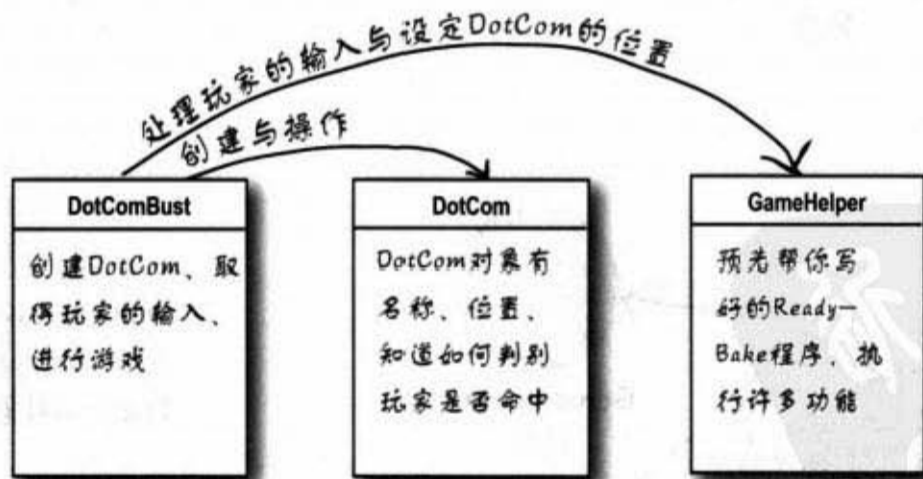 处理玩家的输入与设定DotCom的位置
创建与操作
DotComBust
创建DotCom、取
得玩家的输入、
进行游戏
DotCom
DotCom对象有
名称、位置、
知道如何判别
玩家是否命中
GameHelper
预先帮你写
好的Ready—
Bake程序、执
行许多功能